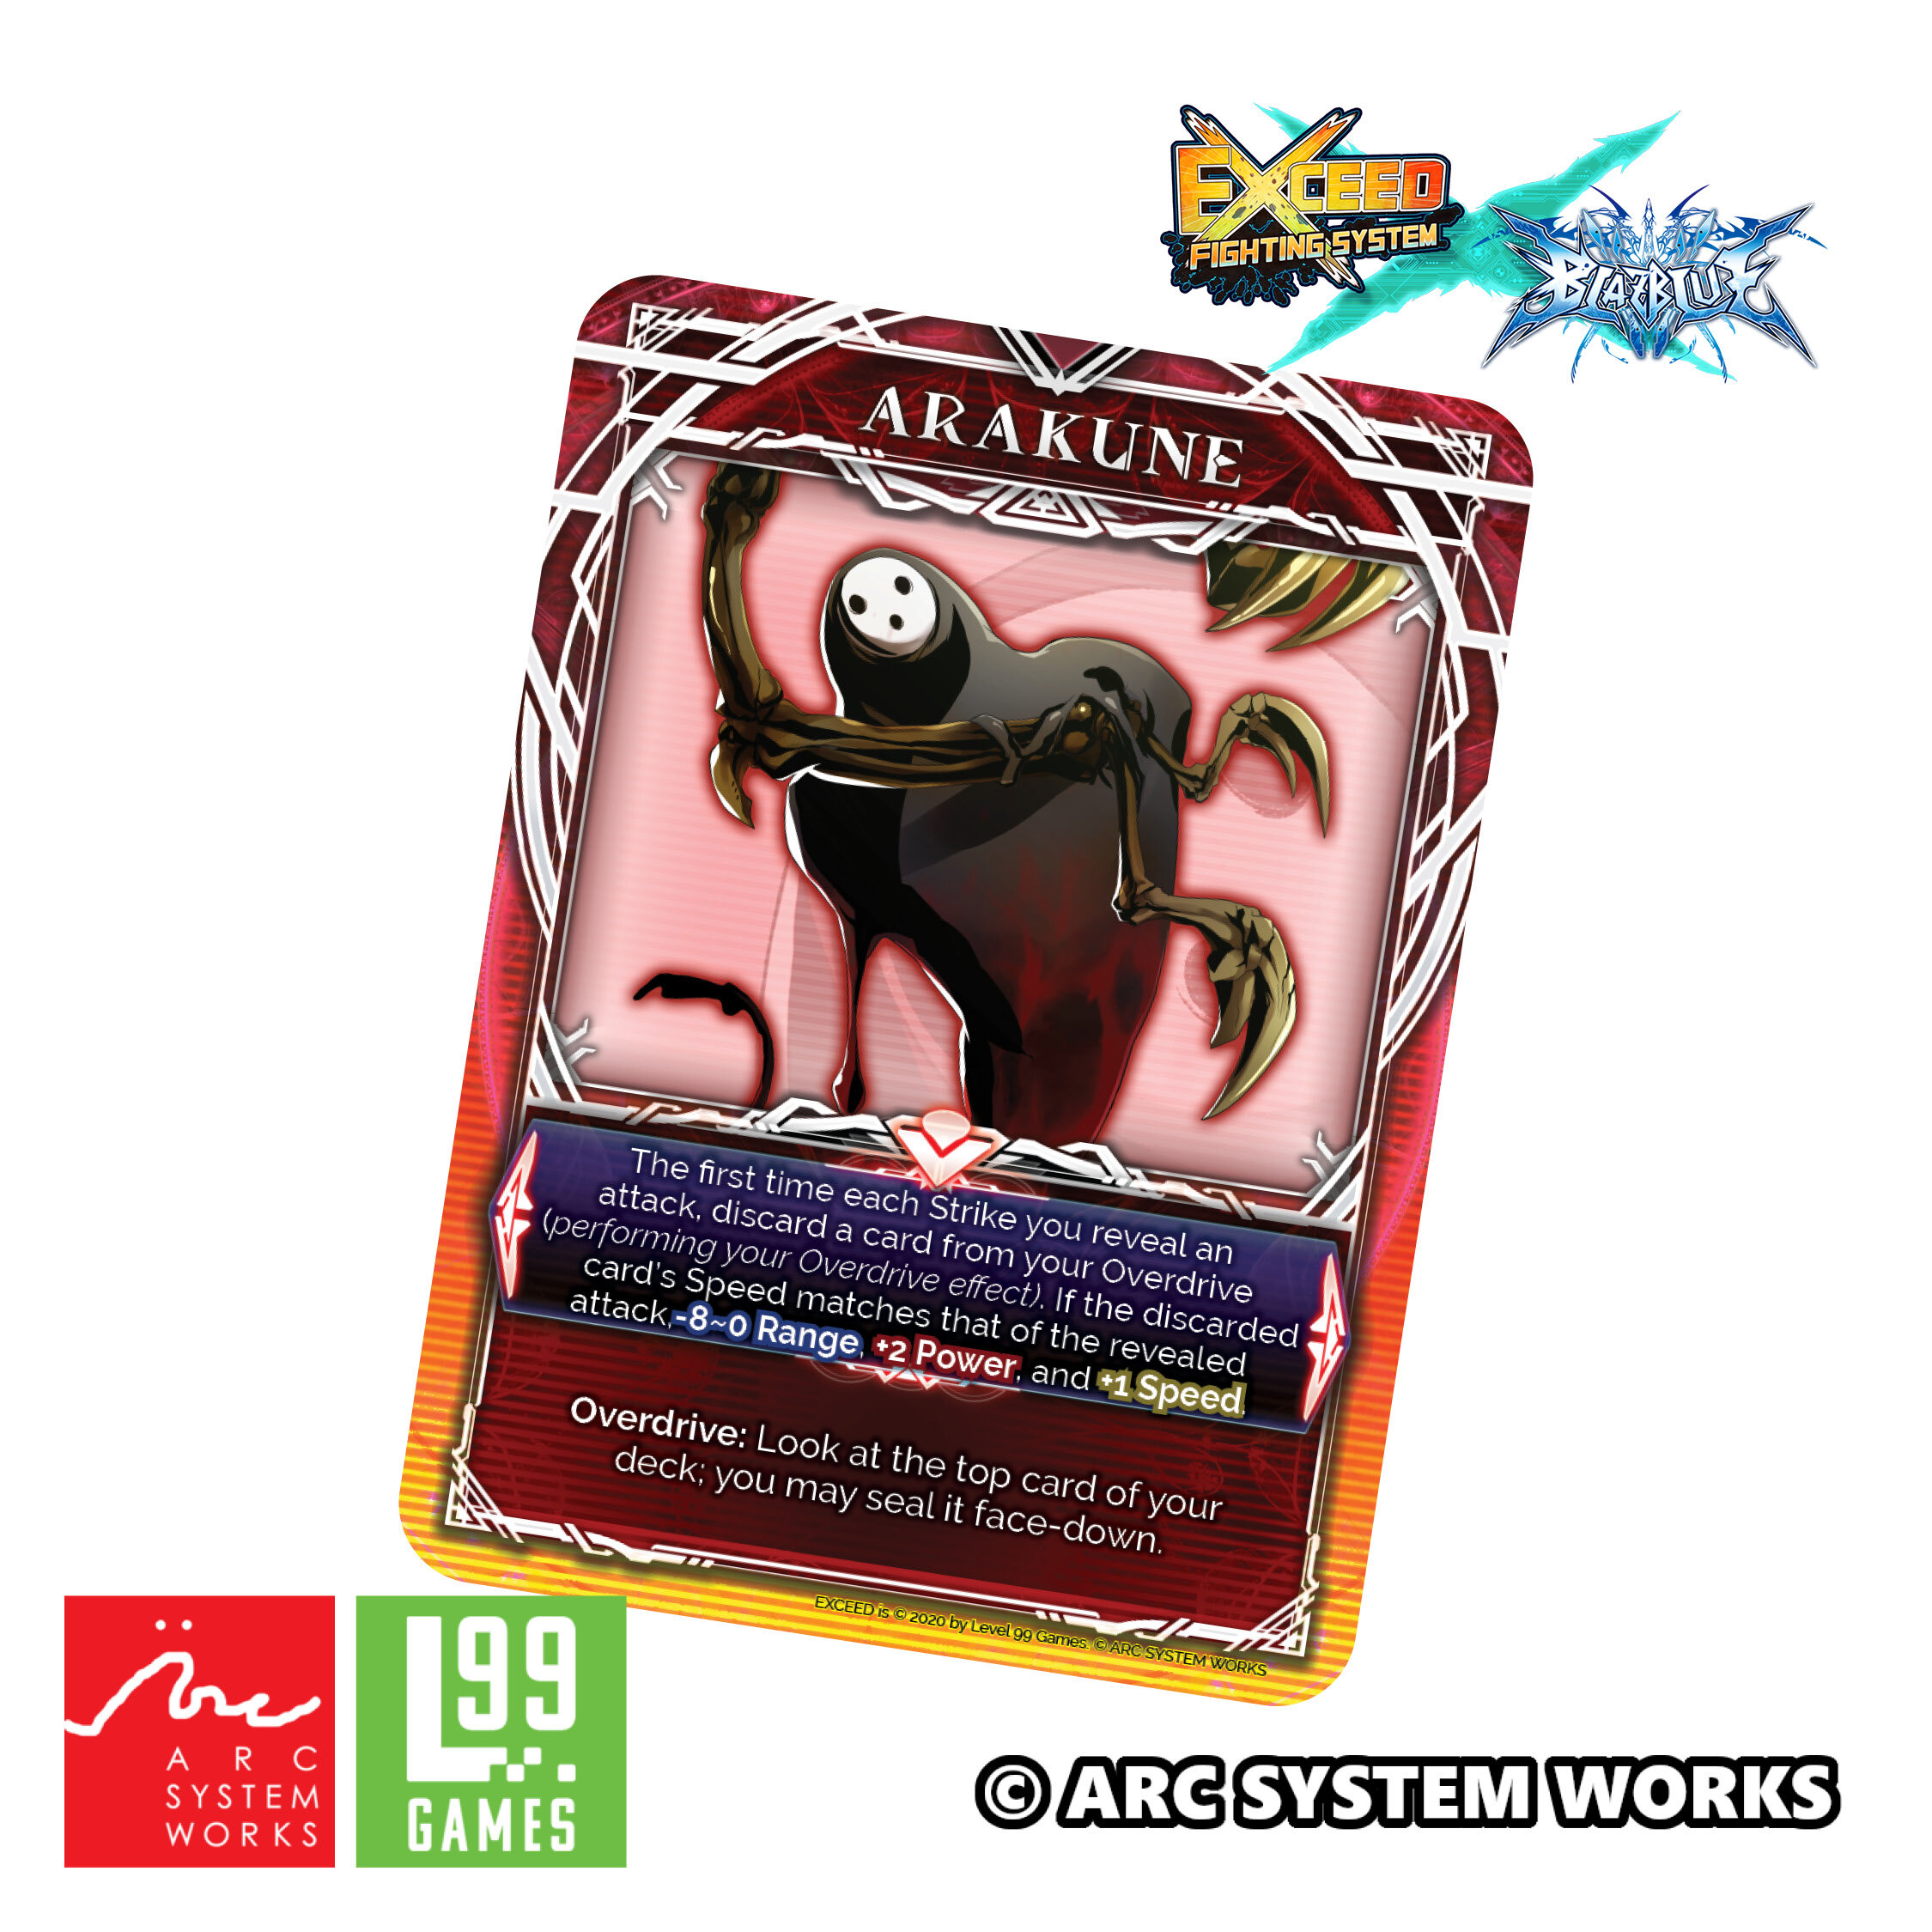 EXCEED
FIGHTING SYSTEM
BLAZBLUE
ARAKUNE
The first time each Strike you reveal an
attack, discard a card from your Overdrive
(performing your Overdrive effect). If the discarded
card's Speed matches that of the revealed
attack, -8~0 Range, +2 Power, and +1 Speed.
Overdrive: Look at the top card of your
deck; you may seal it face-down.
EXCEED is © 2020 by Level 99 Games. © ARC SYSTEM WORKS
Arc
ARC
SYSTEM
WORKS
L99
GAMES
© ARC SYSTEM WORKS